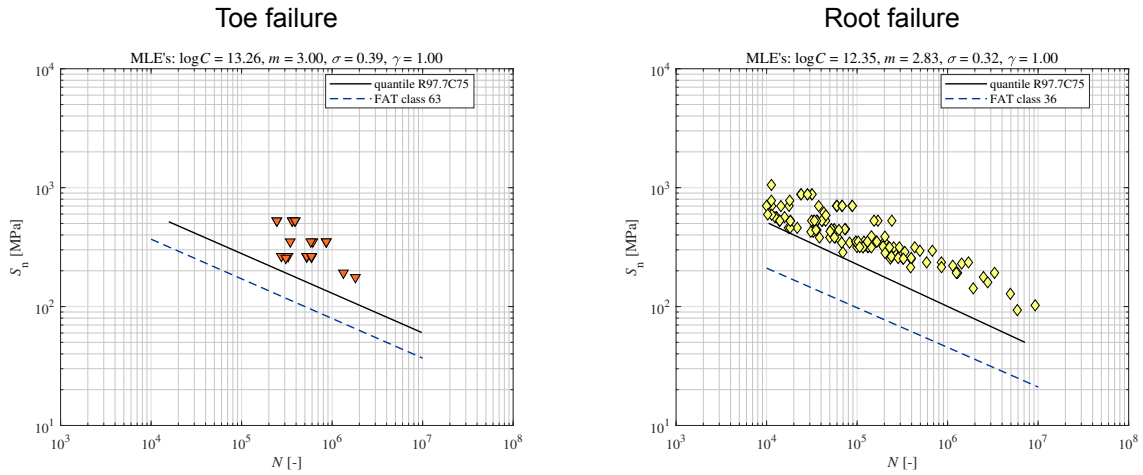 Toe failure
MLE's: logC = 13.26, m = 3.00, σ = 0.39, γ = 1.00
10^4
10^3
10^2
10^1
S_n [MPa]
quantile R97.7C75
FAT class 63
10^3 10^4 10^5 10^6 10^7 10^8
N [-]
Root failure
MLE's: logC = 12.35, m = 2.83, σ = 0.32, γ = 1.00
10^4
10^3
10^2
10^1
S_n [MPa]
quantile R97.7C75
FAT class 36
10^3 10^4 10^5 10^6 10^7 10^8
N [-]